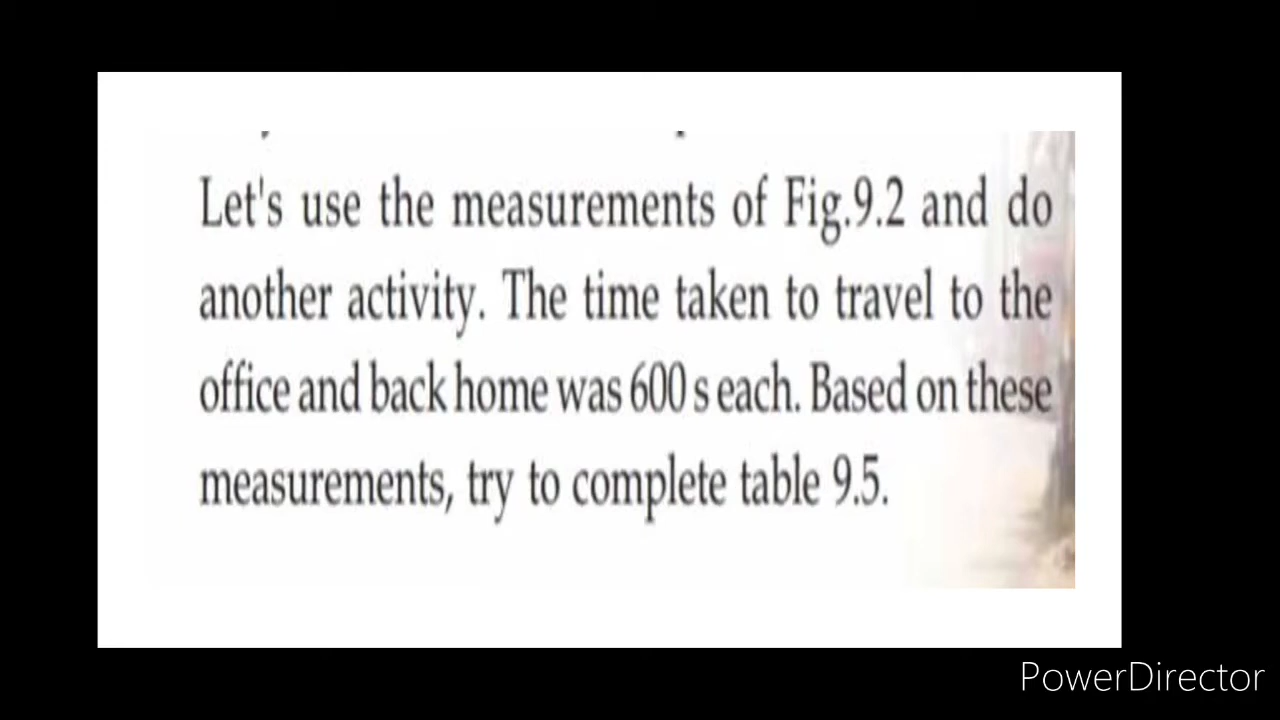 Let's use the measurements of Fig.9.2 and do
another activity. The time taken to travel to the
office and back home was 600 s each. Based on these
measurements, try to complete table 9.5.
PowerDirector